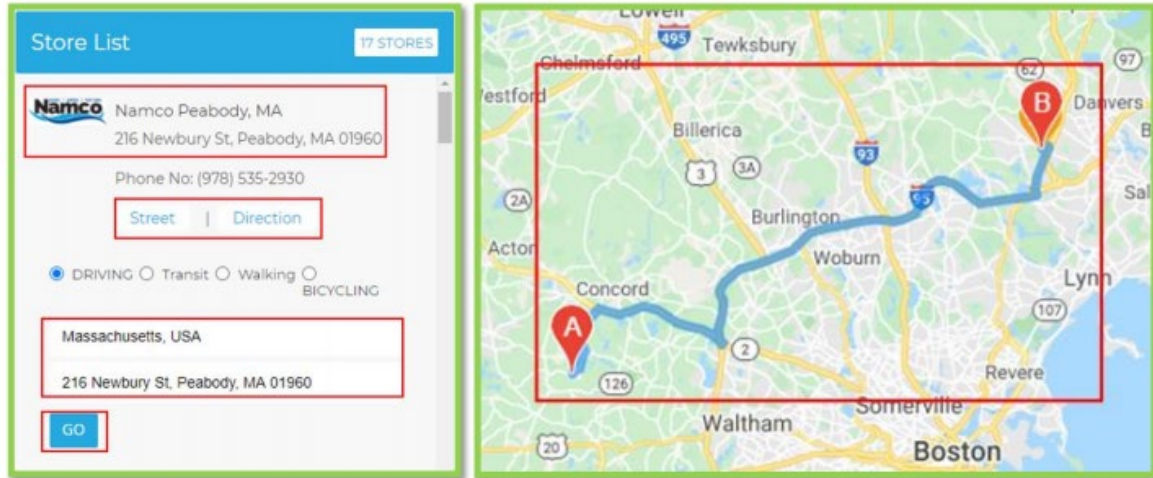 Store List
17 STORES
Namco
Namco Peabody, MA
216 Newbury St, Peabody, MA 01960
Phone No: (978) 535-2930
Street | Direction
DRIVING Transit Walking
BICYCLING
Massachusetts, USA
216 Newbury St, Peabody, MA 01960
GO
Lowell
495
Tewksbury
Chelmsford
62
97
estford
B
Danvers
Billerica
93
3
3A
2A
Sal
95
Burlington
Acton
Woburn
Lynn
Concord
107
A
2
126
Revere
Somerville
Waltham
20
Boston